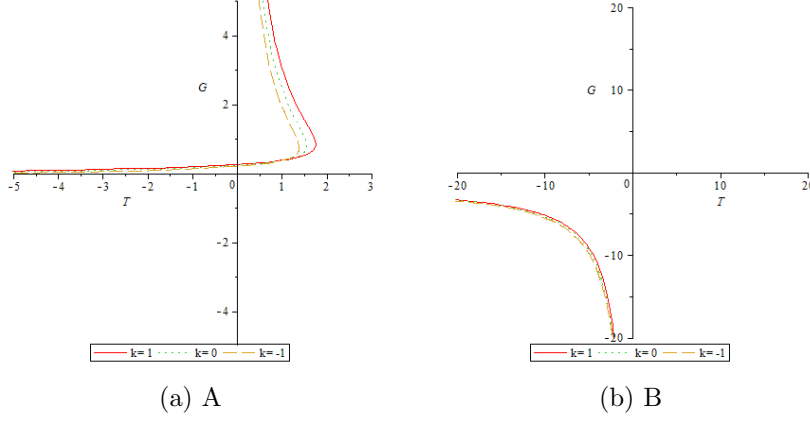 4
G
2
-5 -4 -3 -2 -1 0 1 2 3
T
-2
-4
k= 1 k= 0 k= -1
(a) A
20
G 10
-20 -10 0 10 20
T
-10
-20
k= 1 k= 0 k= -1
(b) B